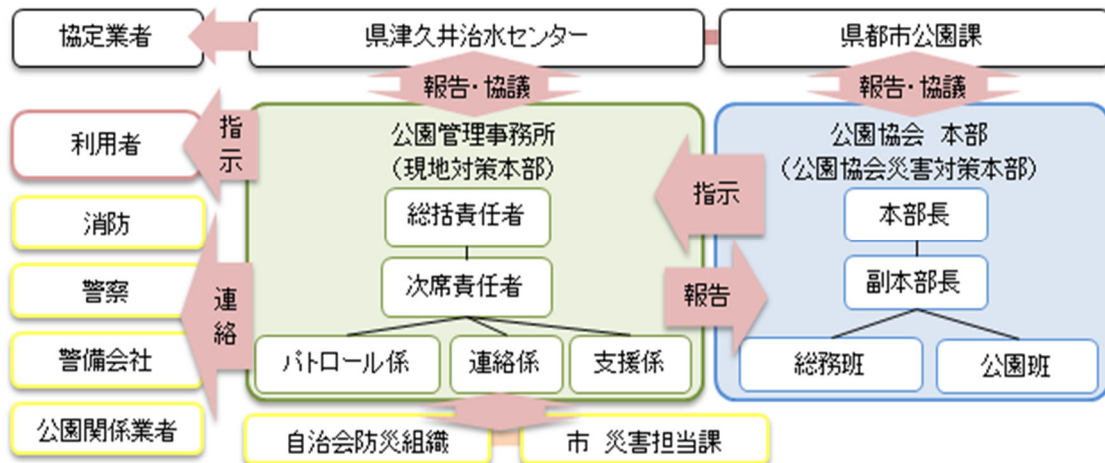 協定業者
県津久井治水センター
県都市公園課
報告・協議
報告・協議
利用者
指示
公園管理事務所
（現地対策本部）
公園協会 本部
（公園協会災害対策本部）
消防
総括責任者
指示
本部長
警察
連絡
次席責任者
報告
副本部長
警備会社
パトロール係
連絡係
支援係
総務班
公園班
公園関係業者
自治会防災組織
市 災害担当課